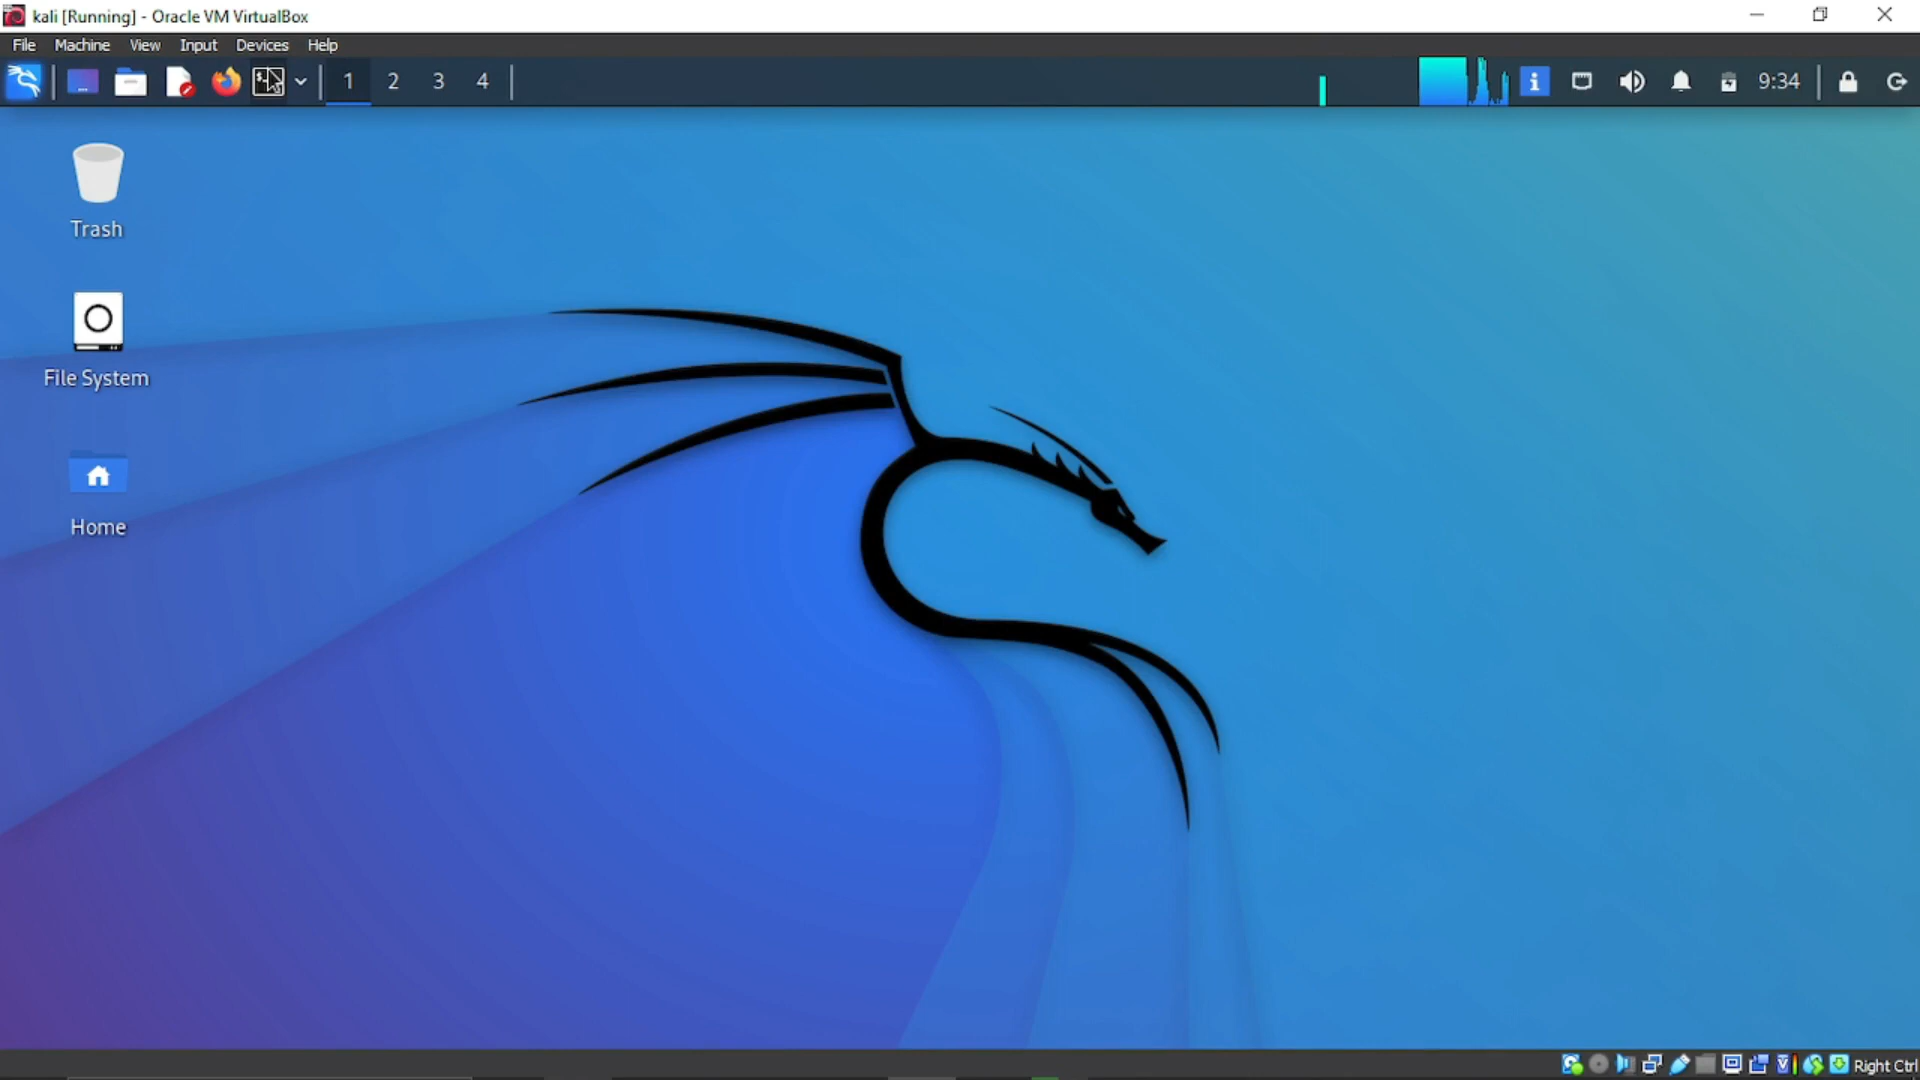 kali [Running] - Oracle VM VirtualBox
File Machine View Input Devices Help
1 2 3 4 9:34
Trash
File System
Home
Right Ctrl